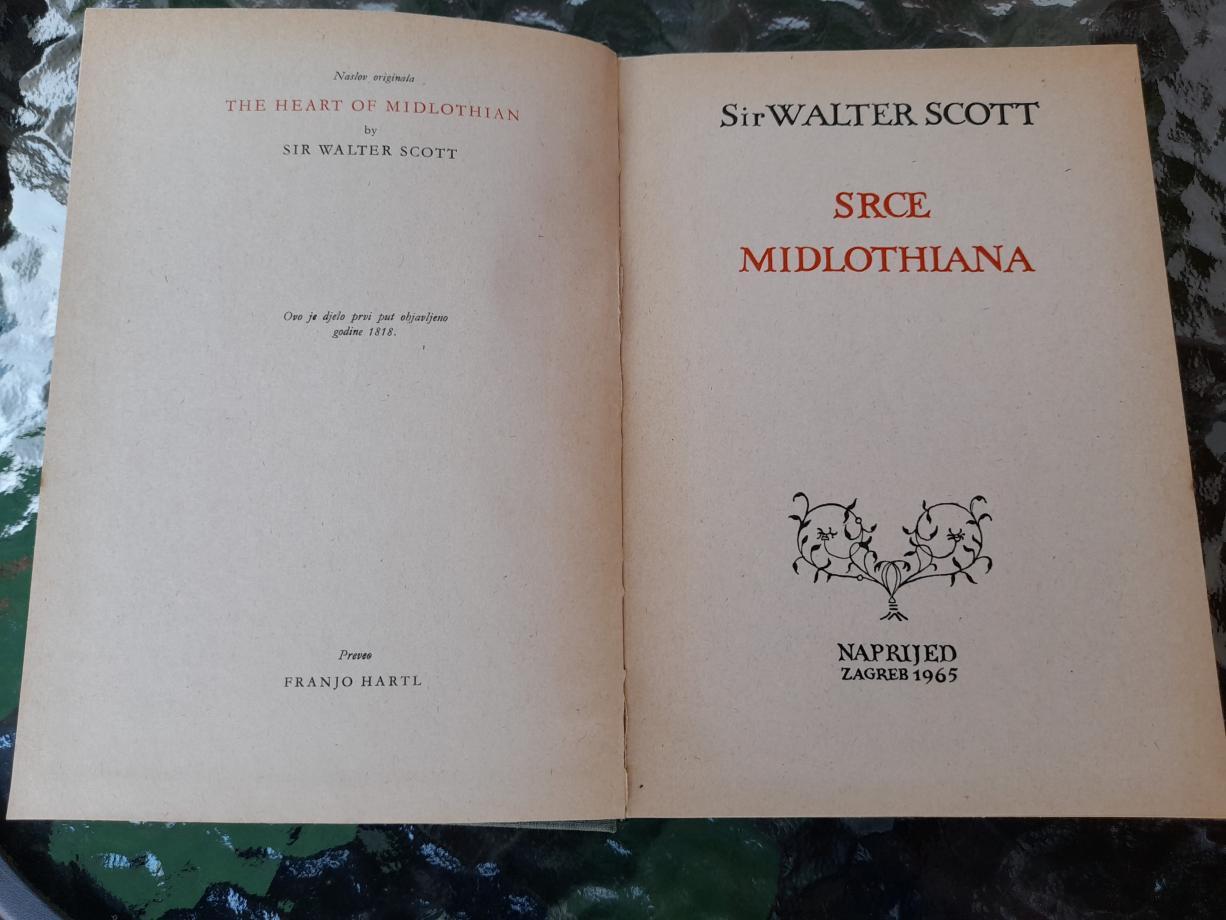 Naslov originala
THE HEART OF MIDLOTHIAN
by
SIR WALTER SCOTT
Ovo je djelo prvi put objavljeno
godine 1818.
Preveo
FRANJO HARTL
Sir WALTER SCOTT
SRCE
MIDLOTHIANA
NAPRIJED
ZAGREB 1965